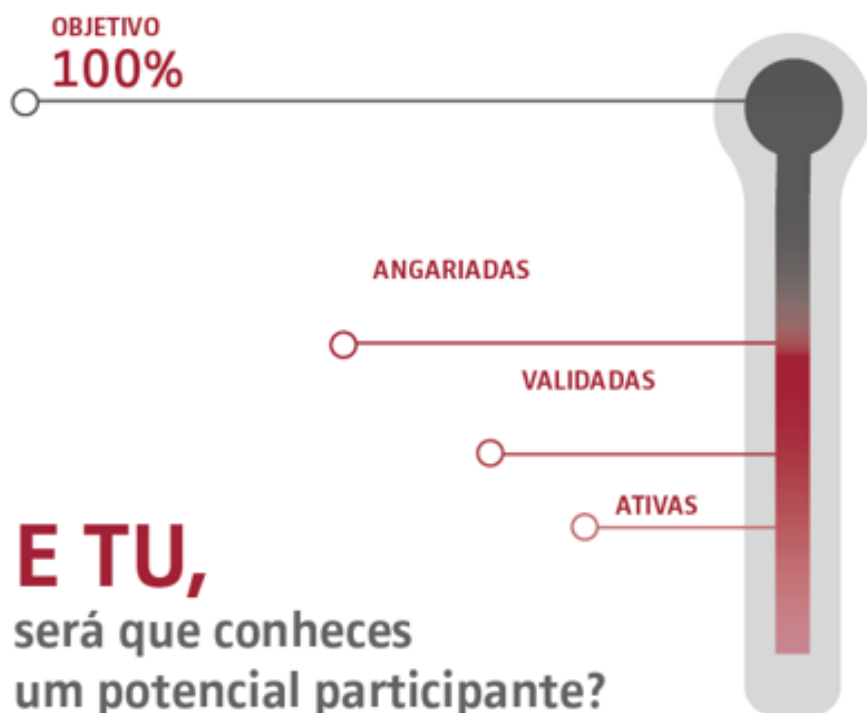 OBJETIVO
100%
ANGARIADAS
VALIDADAS
ATIVAS
E TU,
será que conheces
um potencial participante?